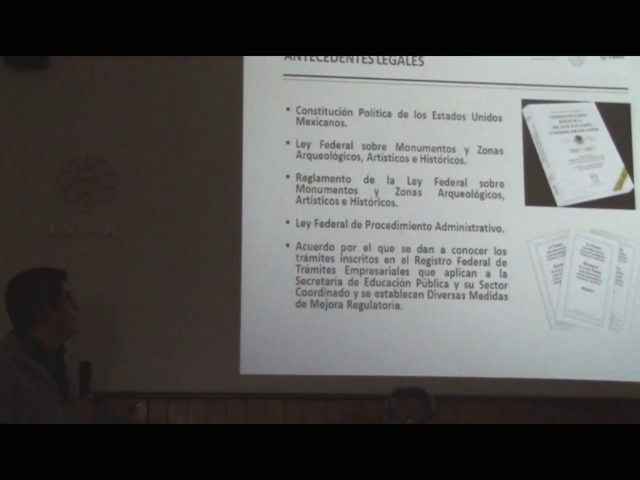 ANTECEDENTES LEGALES
• Constitución Política de los Estados Unidos
Mexicanos.
• Ley Federal sobre Monumentos y Zonas
Arqueológicos, Artísticos e Históricos.
• Reglamento de la Ley Federal sobre
Monumentos y Zonas Arqueológicos,
Artísticos e Históricos.
• Ley Federal de Procedimiento Administrativo.
• Acuerdo por el que se dan a conocer los
trámites inscritos en el Registro Federal de
Trámites Empresariales que aplican a la
Secretaría de Educación Pública y su Sector
Coordinado y se establecen Diversas Medidas
de Mejora Regulatoria.